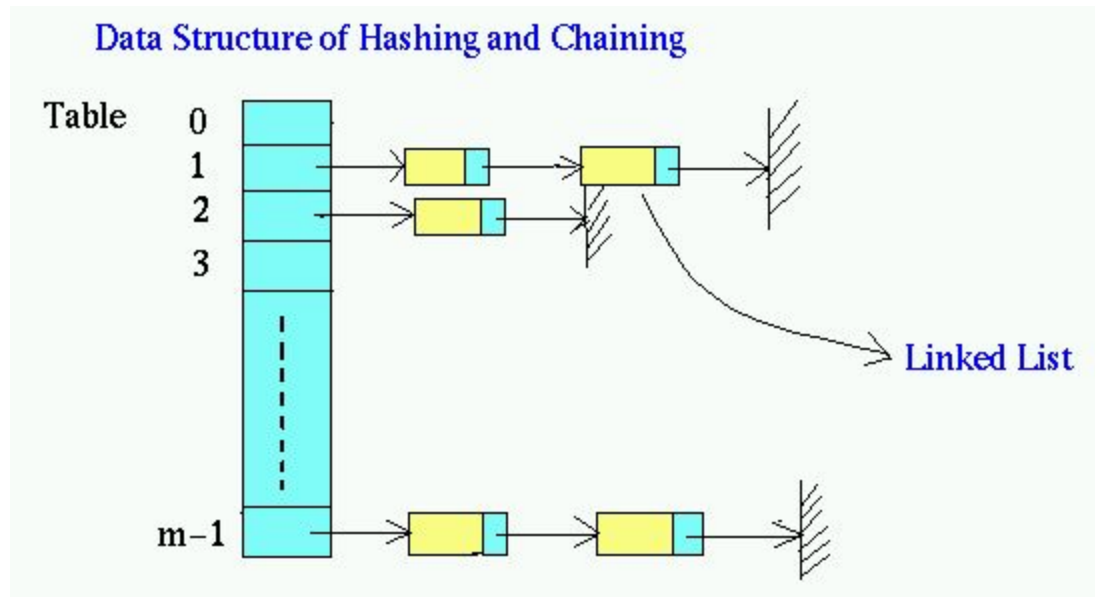 Data Structure of Hashing and Chaining
Table 0
1
2
3
Linked List
m-1